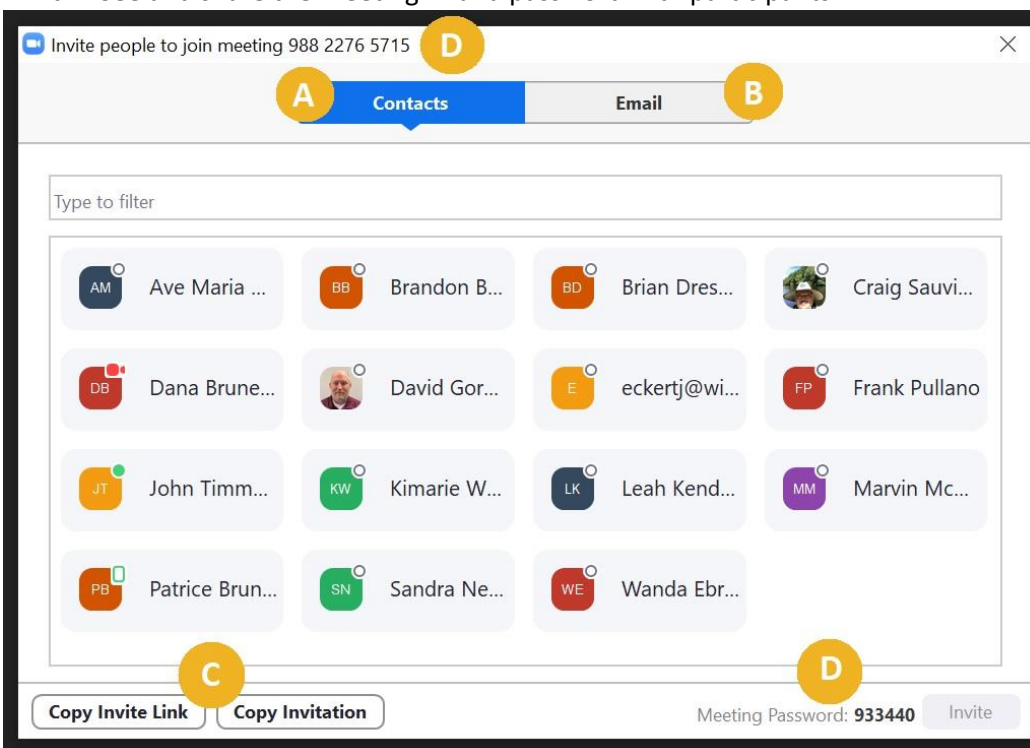 Invite people to join meeting 988 2276 5715 D
A Contacts Email B
Type to filter
AM Ave Maria ... BB Brandon B... BD Brian Dres... Craig Sauvi...
DB Dana Brune... David Gor... E eckertj@wi... FP Frank Pullano
JT John Timm... KW Kimarie W... LK Leah Kend... MM Marvin Mc...
PB Patrice Brun... SN Sandra Ne... WE Wanda Ebr...
C D
Copy Invite Link Copy Invitation Meeting Password: 933440 Invite